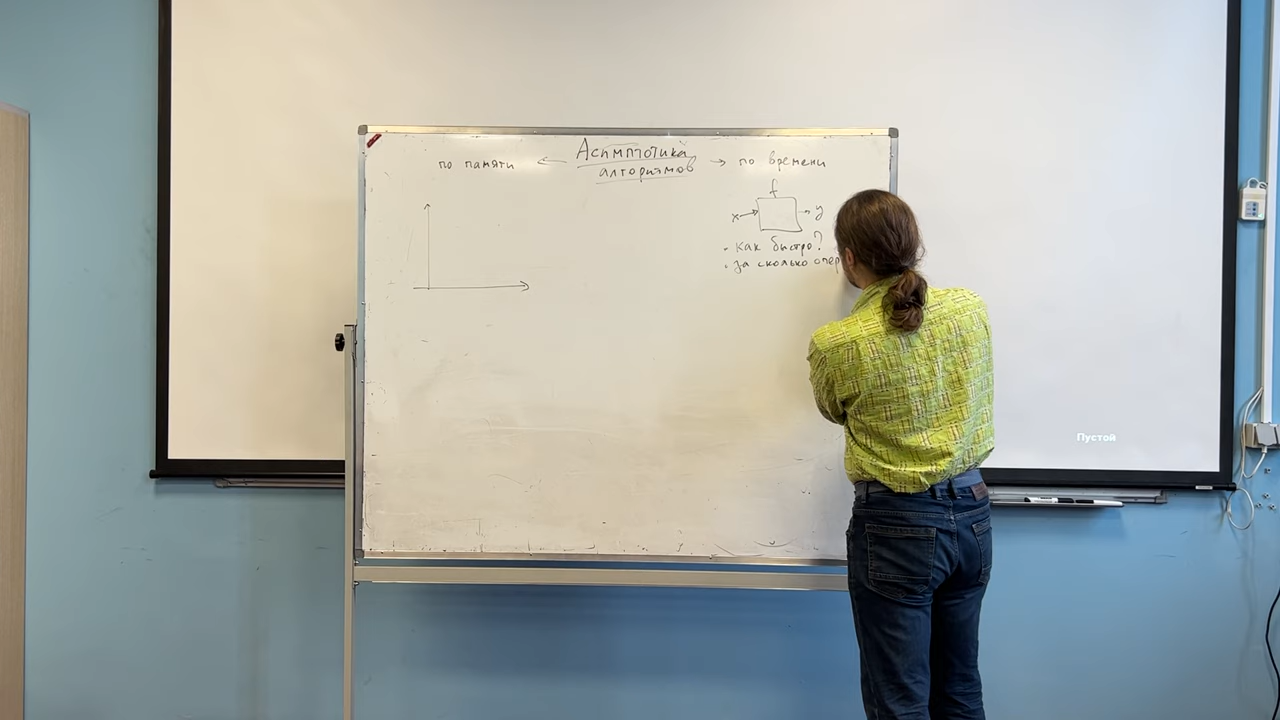 Асимптотика
по памяти ← алгоритмов → по времени
f
x → y
• как быстро?
• за сколько опер
Пустой